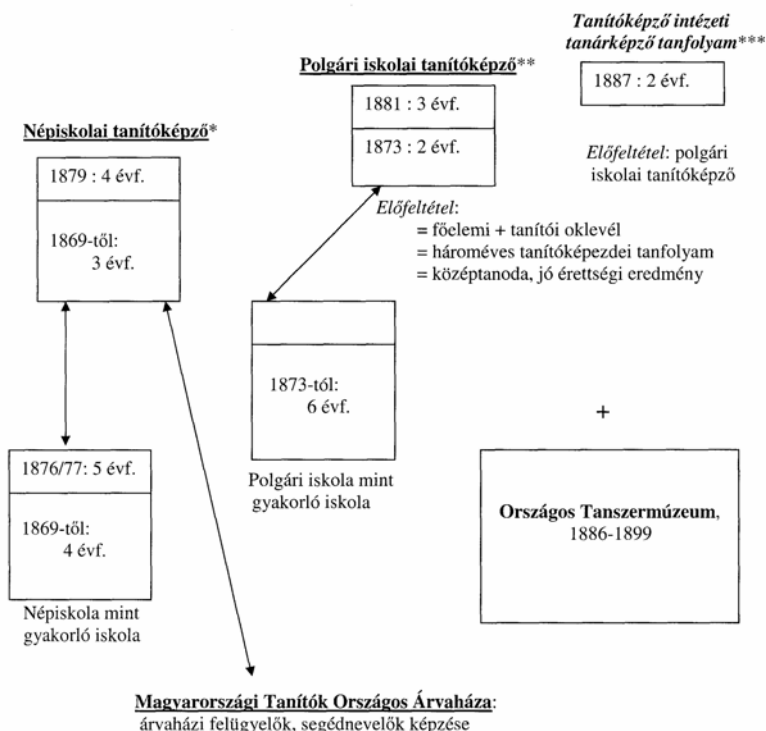 Tanítóképző intézeti
tanárképző tanfolyam***
1887 : 2 évf.
Előfeltétel: polgári
iskolai tanítóképző
Polgári iskolai tanítóképző**
1881 : 3 évf.
1873 : 2 évf.
Előfeltétel:
= főelemi + tanítói oklevél
= hároméves tanítóképezdei tanfolyam
= középtanoda, jó érettségi eredmény
Népiskolai tanítóképző*
1879 : 4 évf.
1869-től:
3 évf.
1873-tól:
6 évf.
Polgári iskola mint
gyakorló iskola
1876/77: 5 évf.
1869-től:
4 évf.
Népiskola mint
gyakorló iskola
+
Országos Tanszermúzeum,
1886-1899
Magyarországi Tanítók Országos Árvaháza:
árvaházi felügyelők, segédnevelők képzése